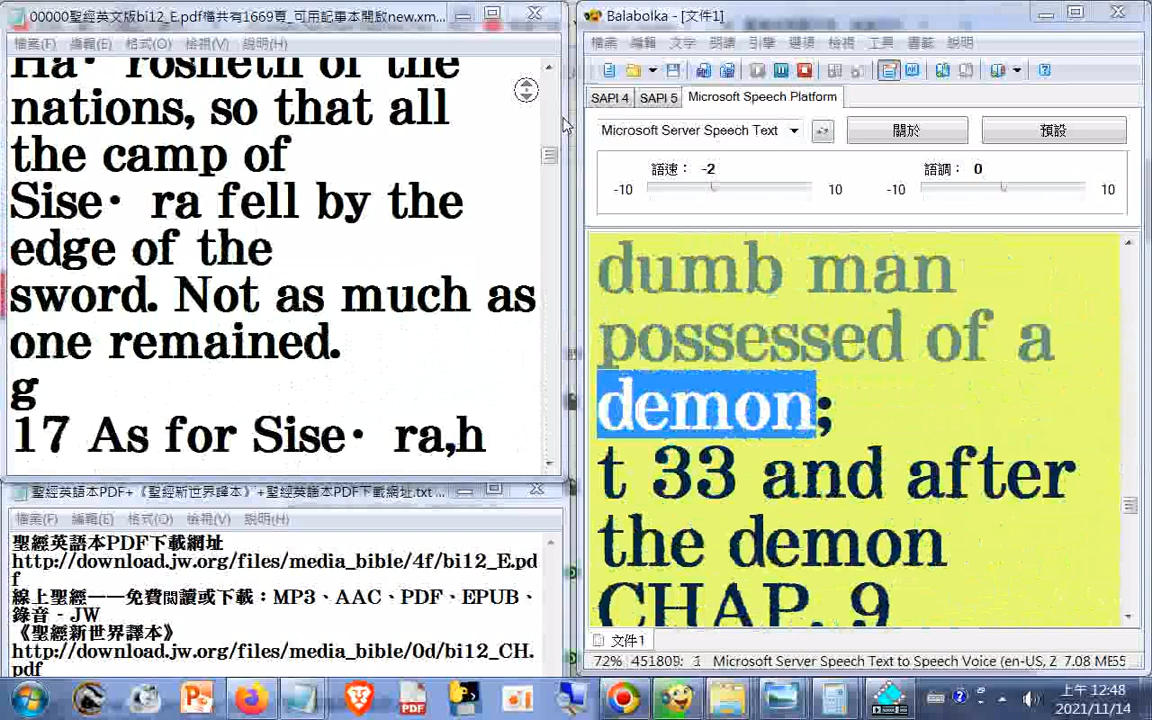 00000聖經英文版bi12_E.pdf檔共有1669頁_可用記事本開啟new.xm...
檔案(F) 編輯(E) 格式(O) 檢視(V) 說明(H)
Ha‧ rosheth of the
nations, so that all
the camp of
Sise‧ ra fell by the
edge of the
sword. Not as much as
one remained.
g
17 As for Sise‧ ra,h
聖經英語本PDF+《聖經新世界譯本》+聖經英語本PDF下載網址.txt ...
檔案(F) 編輯(E) 格式(O) 檢視(V) 說明(H)
聖經英語本PDF下載網址
http://download.jw.org/files/media_bible/4f/bi12_E.pd
f
線上聖經——免費閱讀或下載：MP3、AAC、PDF、EPUB、
錄音 - JW
《聖經新世界譯本》
http://download.jw.org/files/media_bible/0d/bi12_CH.
pdf
Balabolka - [文件1]
檔案 編輯 文字 朗讀 引擎 選項 檢視 工具 書籤 說明
SAPI 4 SAPI 5 Microsoft Speech Platform
Microsoft Server Speech Text 關於 預設
語速： -2 語調： 0
-10 10 -10 10
dumb man
possessed of a
demon;
t 33 and after
the demon
CHAP. 9
文件1
72% 451809: 1 Microsoft Server Speech Text to Speech Voice (en-US, Z 7.08 ME55
PDF
上午 12:48
2021/11/14